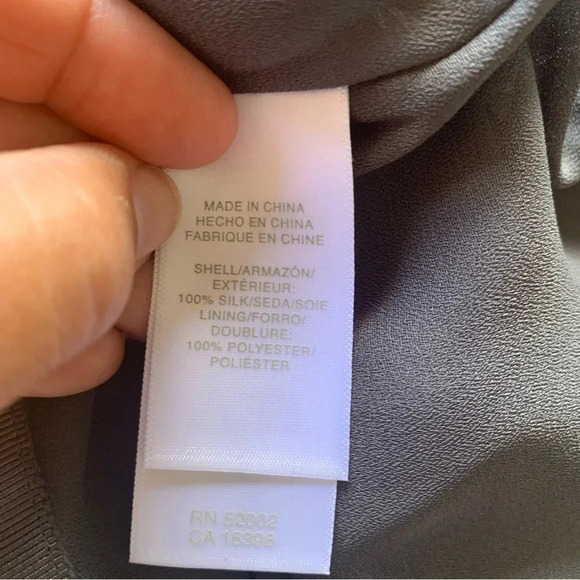 MADE IN CHINA
HECHO EN CHINA
FABRIQUE EN CHINE
SHELL/ARMAZÓN/
EXTÉRIEUR:
100% SILK/SEDA/SOIE
LINING/FORRO/
DOUBLURE:
100% POLYESTER/
POLIÉSTER
RN 52002
CA 16396